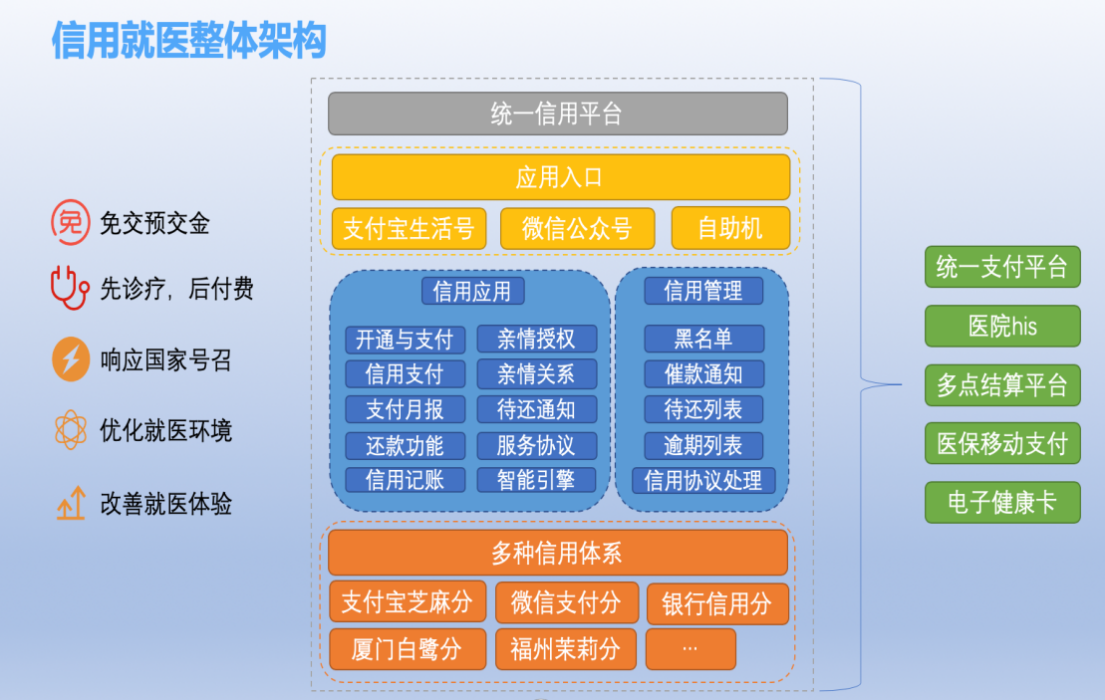 信用就医整体架构
免交预交金
先诊疗，后付费
响应国家号召
优化就医环境
改善就医体验
统一信用平台
应用入口
支付宝生活号
微信公众号
自助机
信用应用
开通与支付
亲情授权
信用支付
亲情关系
支付月报
待还通知
还款功能
服务协议
信用记账
智能引擎
信用管理
黑名单
催款通知
待还列表
逾期列表
信用协议处理
多种信用体系
支付宝芝麻分
微信支付分
银行信用分
厦门白鹭分
福州茉莉分
...
统一支付平台
医院his
多点结算平台
医保移动支付
电子健康卡
免